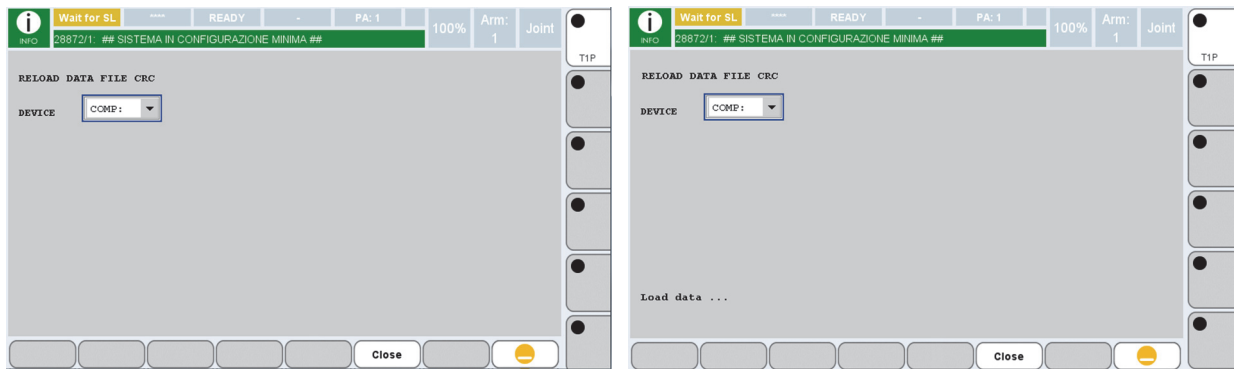 Wait for SL **** READY - PA: 1 100% Arm: 1 Joint
INFO 28872/1: ## SISTEMA IN CONFIGURAZIONE MINIMA ##
T1P
RELOAD DATA FILE CRC
DEVICE COMP:
Close
Wait for SL **** READY - PA: 1 100% Arm: 1 Joint
INFO 28872/1: ## SISTEMA IN CONFIGURAZIONE MINIMA ##
T1P
RELOAD DATA FILE CRC
DEVICE COMP:
Load data ...
Close